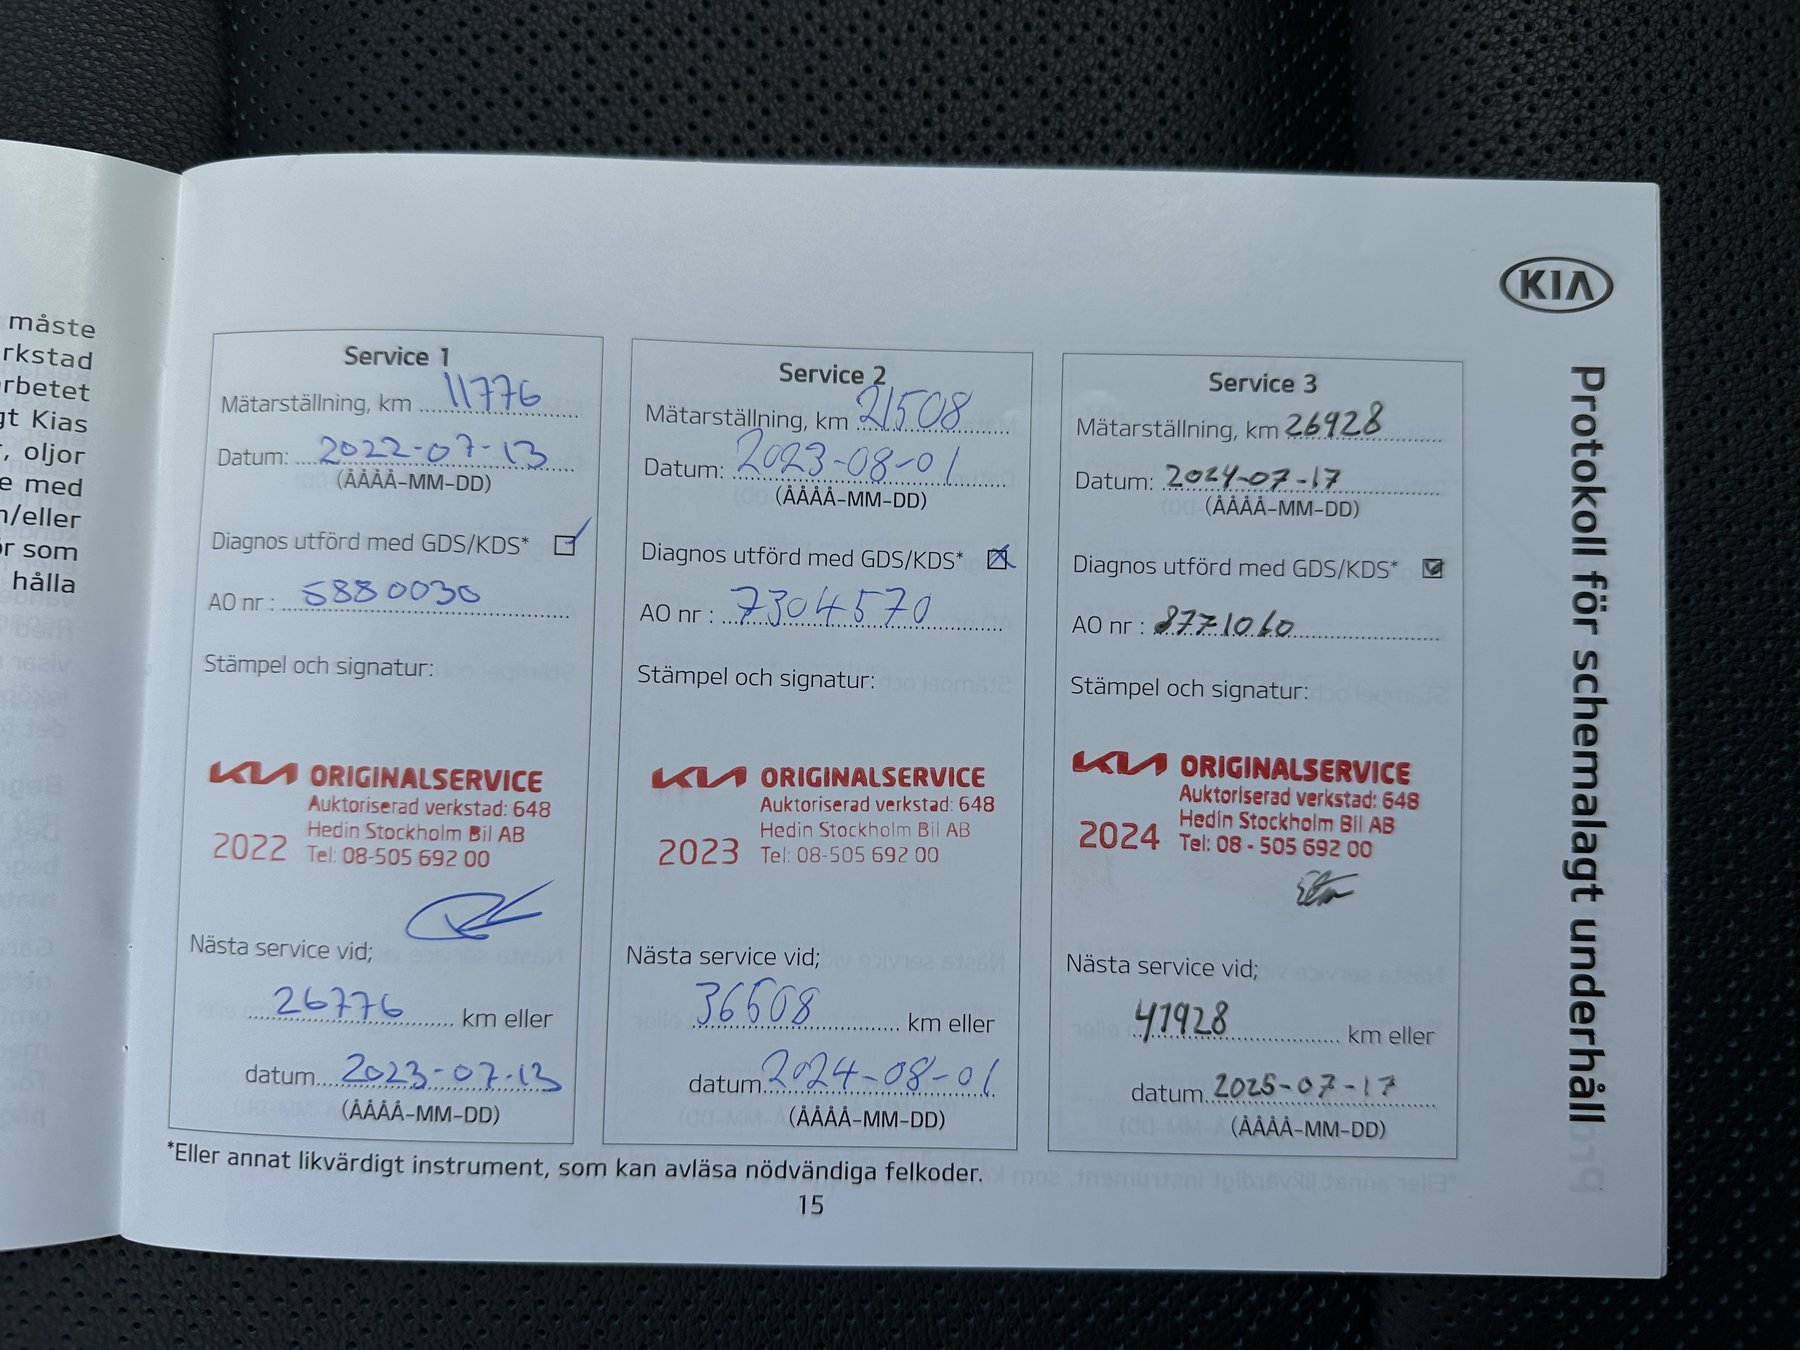 måste
rkstad
rbetet
gt Kias
, oljor
e med
n/eller
or som
hålla
KIA
Protokoll för schemalagt underhåll
Service 1
Mätarställning, km 11776
Datum: 2022-07-13
(ÅÅÅÅ-MM-DD)
Diagnos utförd med GDS/KDS*
AO nr : 5880030
Stämpel och signatur:
KIA ORIGINALSERVICE
Auktoriserad verkstad: 648
Hedin Stockholm Bil AB
2022 Tel: 08-505 692 00
Nästa service vid;
26776 km eller
datum 2023-07-13
(ÅÅÅÅ-MM-DD)
Service 2
Mätarställning, km 21508
Datum: 2023-08-01
(ÅÅÅÅ-MM-DD)
Diagnos utförd med GDS/KDS*
AO nr : 7304570
Stämpel och signatur:
KIA ORIGINALSERVICE
Auktoriserad verkstad: 648
Hedin Stockholm Bil AB
2023 Tel: 08-505 692 00
Nästa service vid;
36508 km eller
datum 2024-08-01
(ÅÅÅÅ-MM-DD)
Service 3
Mätarställning, km 26928
Datum: 2024-07-17
(ÅÅÅÅ-MM-DD)
Diagnos utförd med GDS/KDS*
AO nr : 8771060
Stämpel och signatur:
KIA ORIGINALSERVICE
Auktoriserad verkstad: 648
Hedin Stockholm Bil AB
2024 Tel: 08 - 505 692 00
Nästa service vid;
41928 km eller
datum 2025-07-17
(ÅÅÅÅ-MM-DD)
*Eller annat likvärdigt instrument, som kan avläsa nödvändiga felkoder.
15